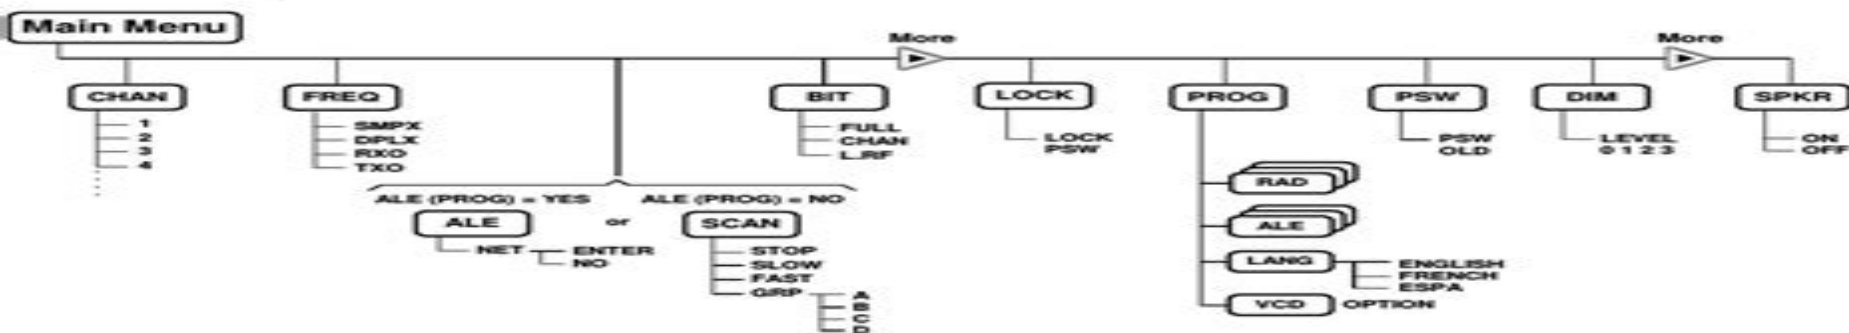 Main Menu
More
More
CHAN
1
2
3
4
FREQ
SMPX
DPLX
RXO
TXO
ALE (PROG) = YES
ALE
NET
ENTER
NO
or
ALE (PROG) = NO
SCAN
STOP
SLOW
FAST
GRP
A
B
C
D
BIT
FULL
CHAN
L.RF
LOCK
LOCK
PSW
PROG
RAD
ALE
LANG
ENGLISH
FRENCH
ESPA
VCD OPTION
PSW
PSW
OLD
DIM
LEVEL
0 1 2 3
SPKR
ON
OFF